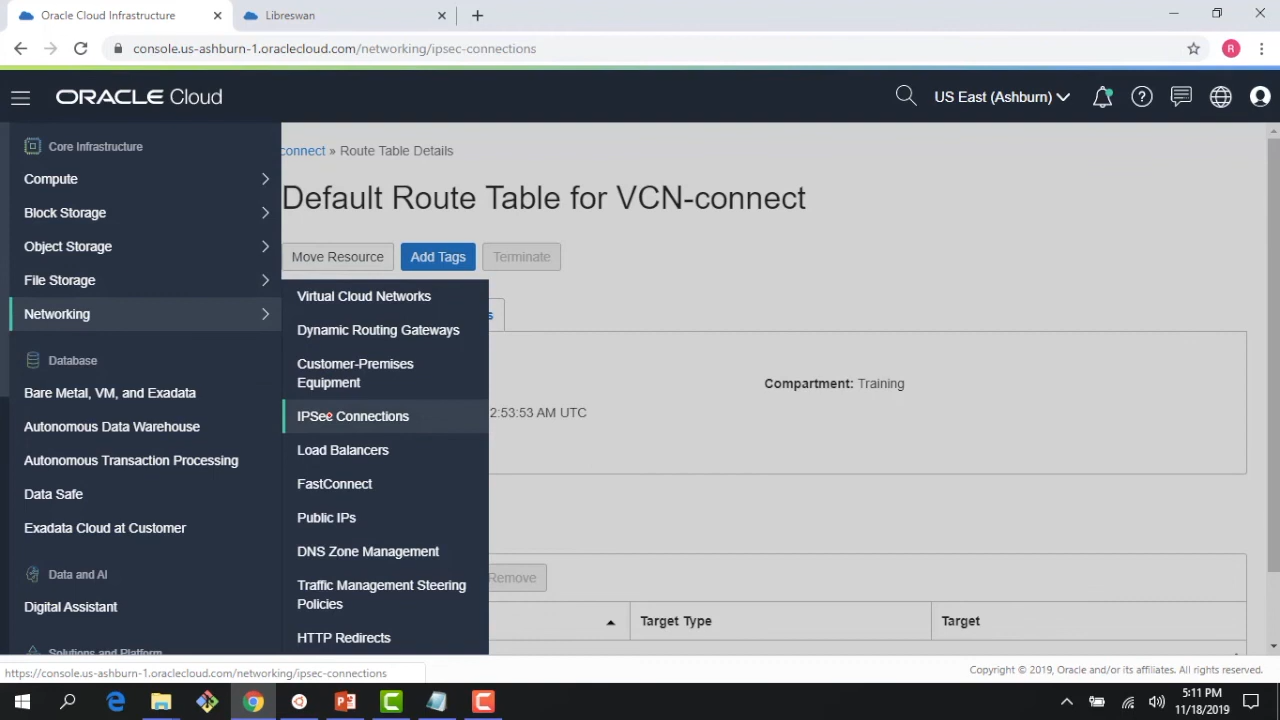 Oracle Cloud Infrastructure
Libreswan
console.us-ashburn-1.oraclecloud.com/networking/ipsec-connections
R
ORACLE Cloud
US East (Ashburn)
Core Infrastructure
Compute
Block Storage
Object Storage
File Storage
Networking
Database
Bare Metal, VM, and Exadata
Autonomous Data Warehouse
Autonomous Transaction Processing
Data Safe
Exadata Cloud at Customer
Data and AI
Digital Assistant
Solutions and Platform
Virtual Cloud Networks
Dynamic Routing Gateways
Customer-Premises
Equipment
IPSec Connections
Load Balancers
FastConnect
Public IPs
DNS Zone Management
Traffic Management Steering
Policies
HTTP Redirects
connect » Route Table Details
Default Route Table for VCN-connect
Move Resource
Add Tags
Terminate
s
Compartment: Training
2:53:53 AM UTC
Remove
Target Type
Target
https://console.us-ashburn-1.oraclecloud.com/networking/ipsec-connections
Copyright © 2019, Oracle and/or its affiliates. All rights reserved.
5:11 PM
11/18/2019